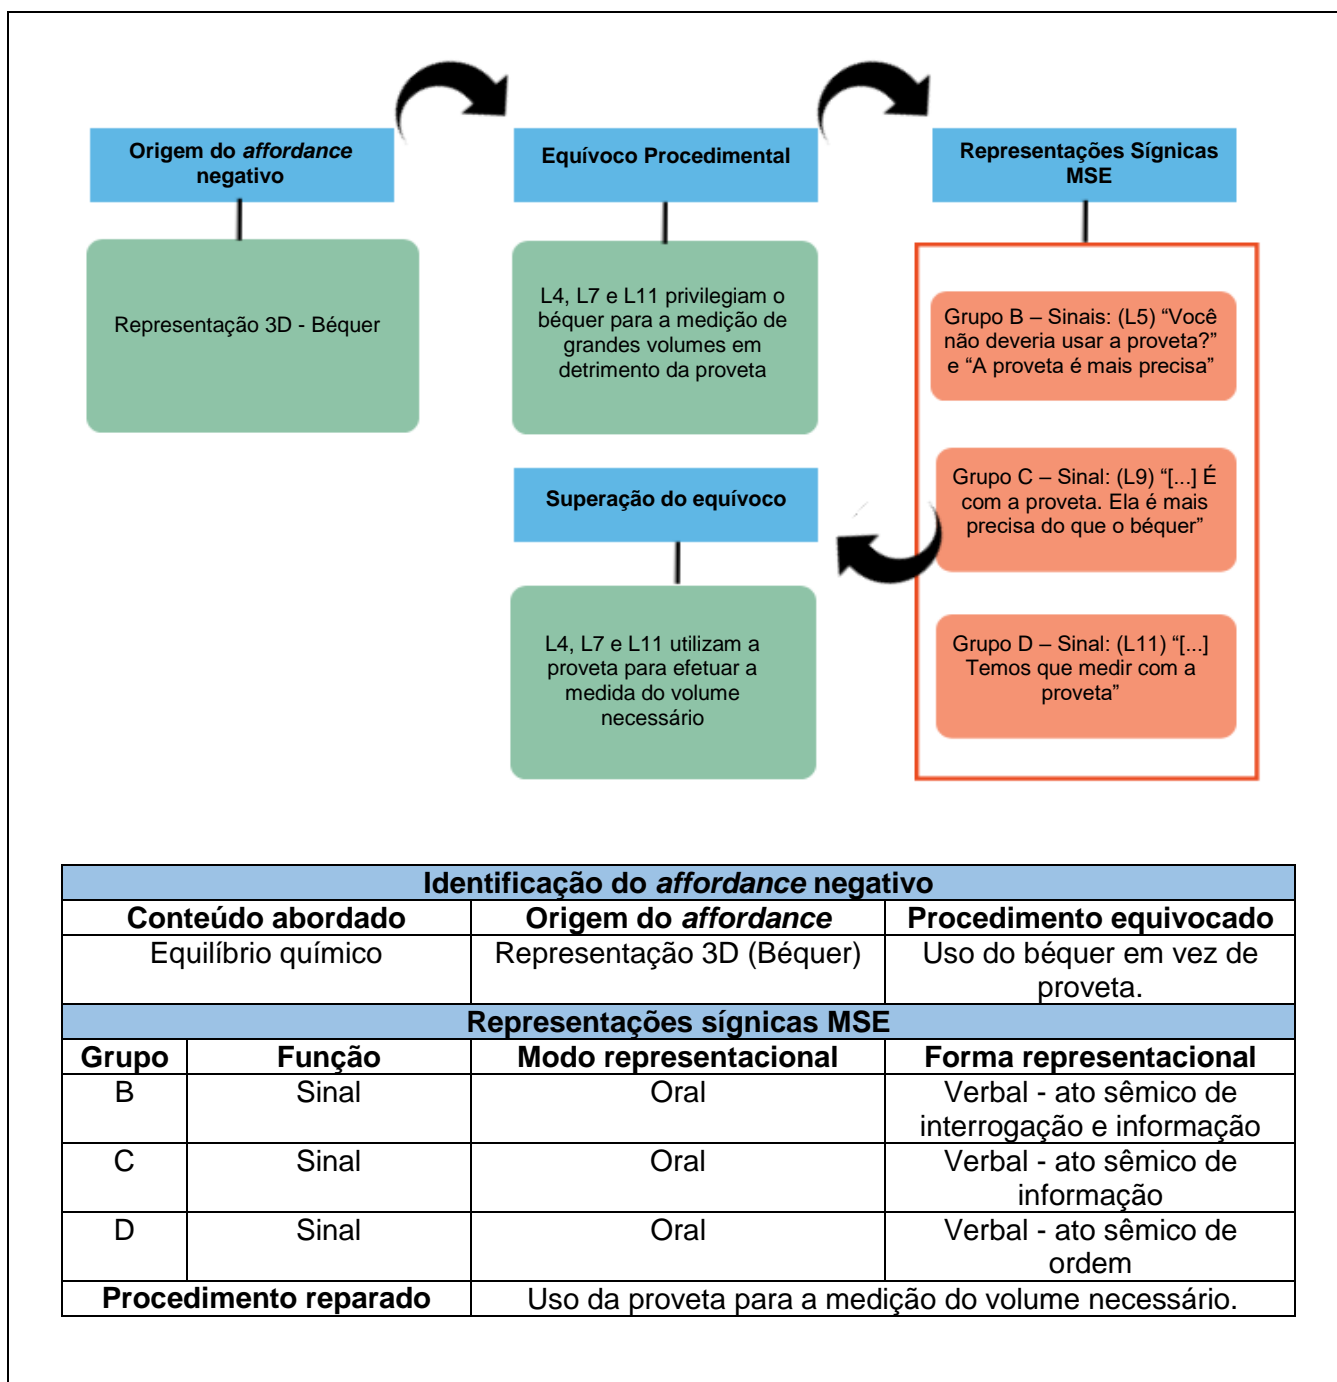 Origem do affordance
negativo
Equívoco Procedimental
Representações Sígnicas
MSE
Representação 3D - Béquer
L4, L7 e L11 privilegiam o
béquer para a medição de
grandes volumes em
detrimento da proveta
Grupo B – Sinais: (L5) “Você
não deveria usar a proveta?”
e “A proveta é mais precisa”
Grupo C – Sinal: (L9) “[...] É
com a proveta. Ela é mais
precisa do que o béquer”
Grupo D – Sinal: (L11) “[...]
Temos que medir com a
proveta”
Superação do equívoco
L4, L7 e L11 utilizam a
proveta para efetuar a
medida do volume
necessário
Identificação do affordance negativo
Conteúdo abordado Origem do affordance Procedimento equivocado
Equilíbrio químico Representação 3D (Béquer) Uso do béquer em vez de
proveta.
Representações sígnicas MSE
Grupo Função Modo representacional Forma representacional
B Sinal Oral Verbal - ato sêmico de
interrogação e informação
C Sinal Oral Verbal - ato sêmico de
informação
D Sinal Oral Verbal - ato sêmico de
ordem
Procedimento reparado Uso da proveta para a medição do volume necessário.